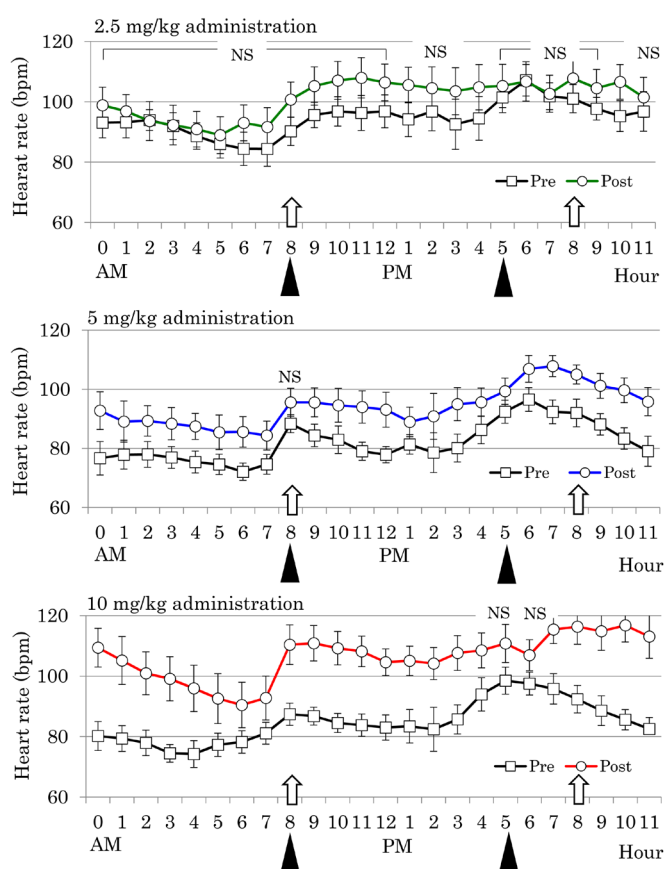 2.5 mg/kg administration
NS NS NS NS
Hearat rate (bpm)
120
100
80
60
Pre Post
0 1 2 3 4 5 6 7 8 9 10 11 12 1 2 3 4 5 6 7 8 9 10 11
AM PM Hour
5 mg/kg administration
Heart rate (bpm)
120
100
80
60
NS
Pre Post
0 1 2 3 4 5 6 7 8 9 10 11 12 1 2 3 4 5 6 7 8 9 10 11
AM PM Hour
10 mg/kg administration
NS NS
Heart rate (bpm)
120
100
80
60
Pre Post
0 1 2 3 4 5 6 7 8 9 10 11 12 1 2 3 4 5 6 7 8 9 10 11
AM PM Hour